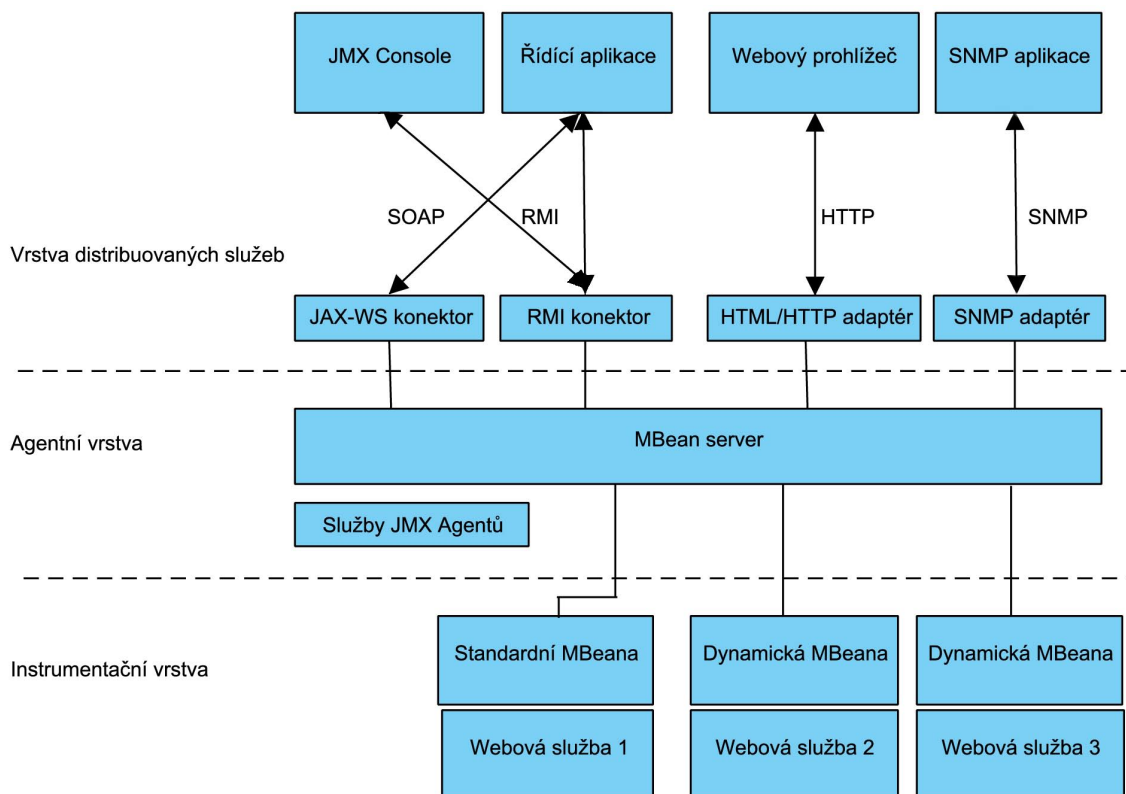 JMX Console
Řídící aplikace
Webový prohlížeč
SNMP aplikace
SOAP
RMI
HTTP
SNMP
Vrstva distribuovaných služeb
JAX-WS konektor
RMI konektor
HTML/HTTP adaptér
SNMP adaptér
Agentní vrstva
MBean server
Služby JMX Agentů
Instrumentační vrstva
Standardní MBeana
Dynamická MBeana
Dynamická MBeana
Webová služba 1
Webová služba 2
Webová služba 3